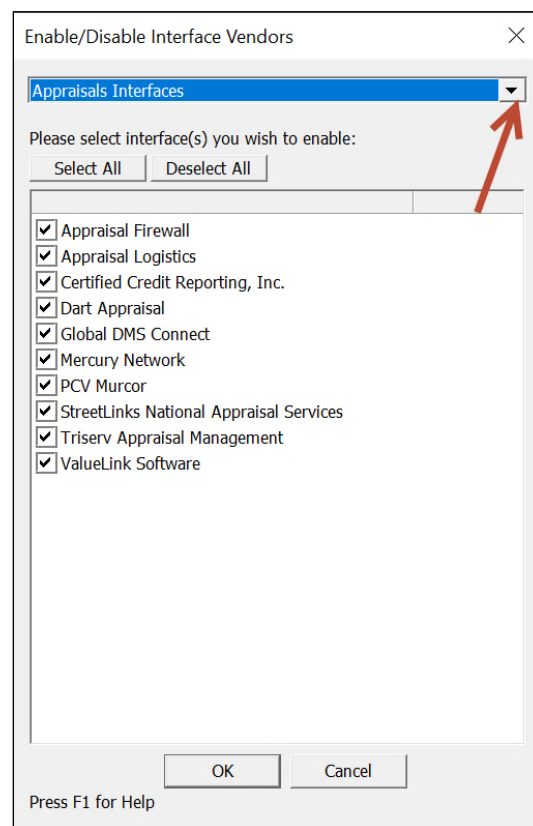 Enable/Disable Interface Vendors
Appraisals Interfaces
Please select interface(s) you wish to enable:
Select All Deselect All
Appraisal Firewall
Appraisal Logistics
Certified Credit Reporting, Inc.
Dart Appraisal
Global DMS Connect
Mercury Network
PCV Murcor
StreetLinks National Appraisal Services
Triserv Appraisal Management
ValueLink Software
OK Cancel
Press F1 for Help